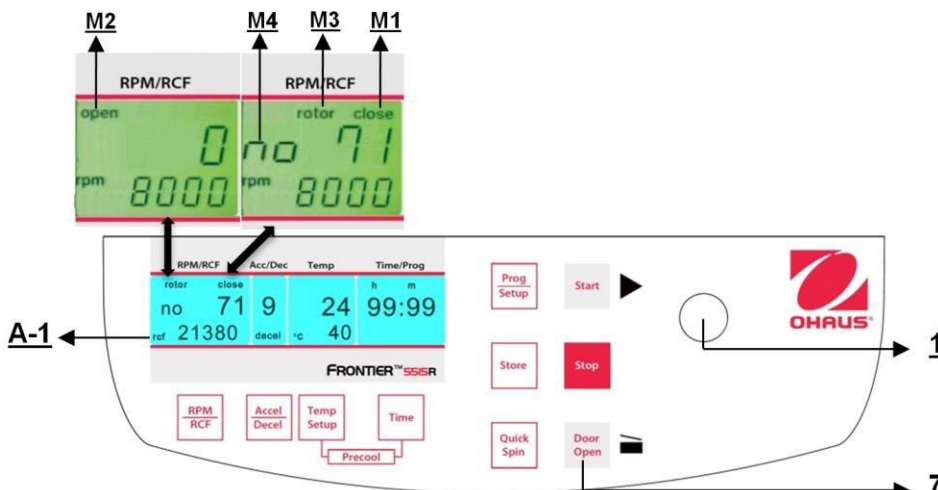 M2 M4 M3 M1
RPM/RCF RPM/RCF
open rotor close
0 no 71
rpm 8000 rpm 8000
RPM/RCF Acc/Dec Temp Time/Prog
rotor close h m
no 71 9 24 99:99
rcf 21380 decel °C 40
FRONTIER™ 5515R
A-1
RPM
RCF
Accel
Decel
Temp
Setup
Time
Precool
Prog
Setup
Start
Store
Stop
Quick
Spin
Door
Open
OHAUS®
1
7